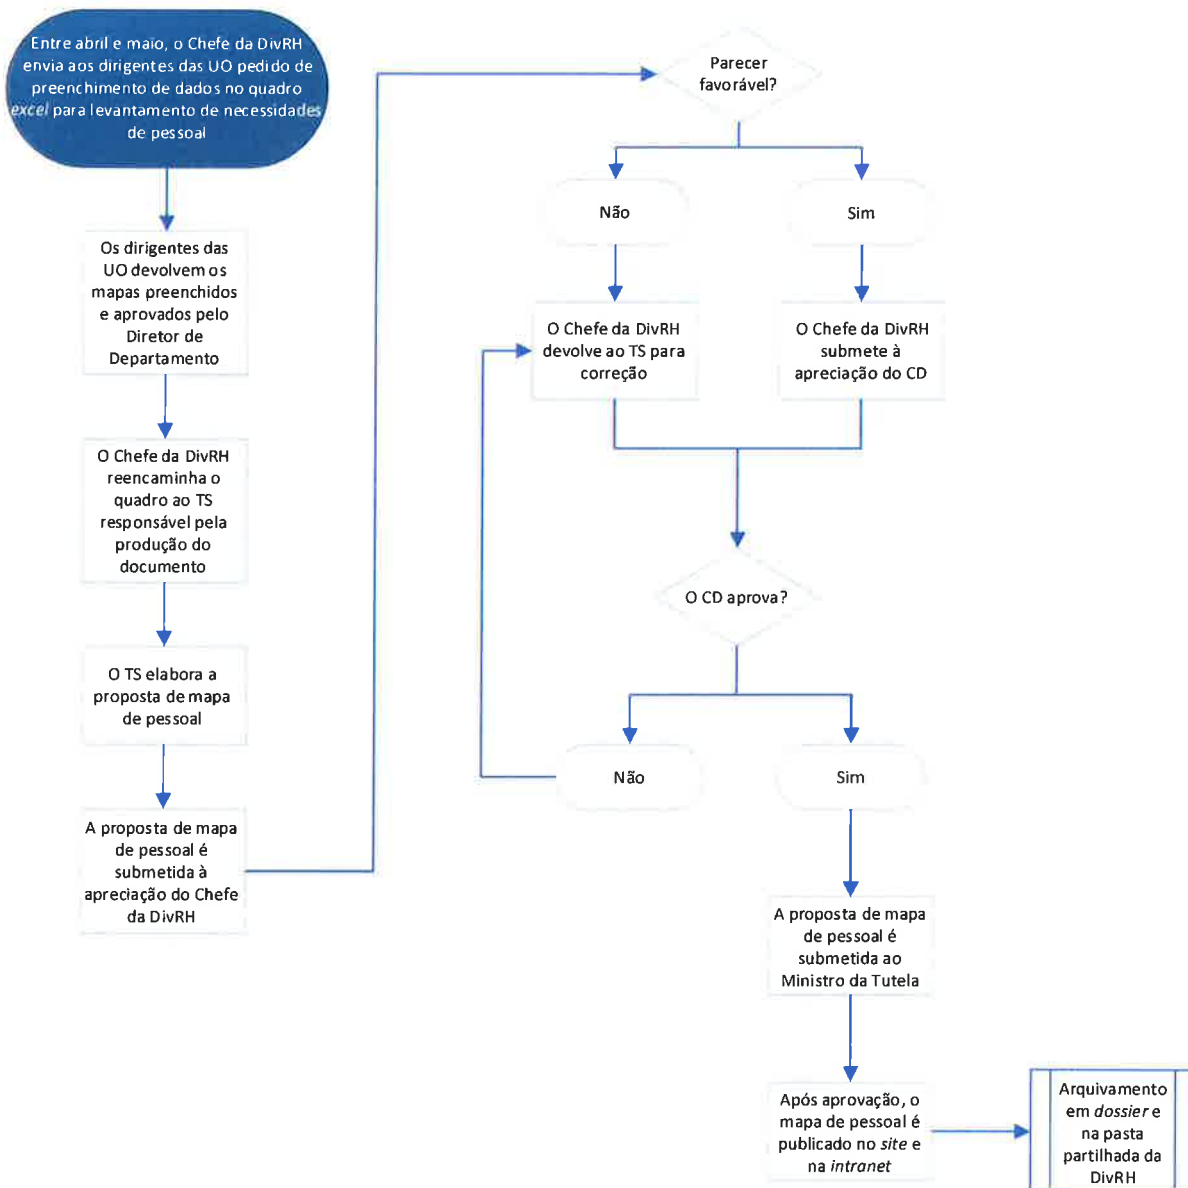 Entre abril e maio, o Chefe da DivRH
envia aos dirigentes das UO pedido de
preenchimento de dados no quadro
excel para levantamento de necessidades
de pessoal
Os dirigentes das
UO devolvem os
mapas preenchidos
e aprovados pelo
Diretor de
Departamento
O Chefe da DivRH
reencaminha o
quadro ao TS
responsável pela
produção do
documento
O TS elabora a
proposta de mapa
de pessoal
A proposta de mapa
de pessoal é
submetida à
apreciação do Chefe
da DivRH
Parecer
favorável?
Não
Sim
O Chefe da DivRH
devolve ao TS para
correção
O Chefe da DivRH
submete à
apreciação do CD
O CD aprova?
Não
Sim
A proposta de mapa
de pessoal é
submetida ao
Ministro da Tutela
Após aprovação, o
mapa de pessoal é
publicado no site e
na intranet
Arquivamento
em dossier e
na pasta
partilhada da
DivRH